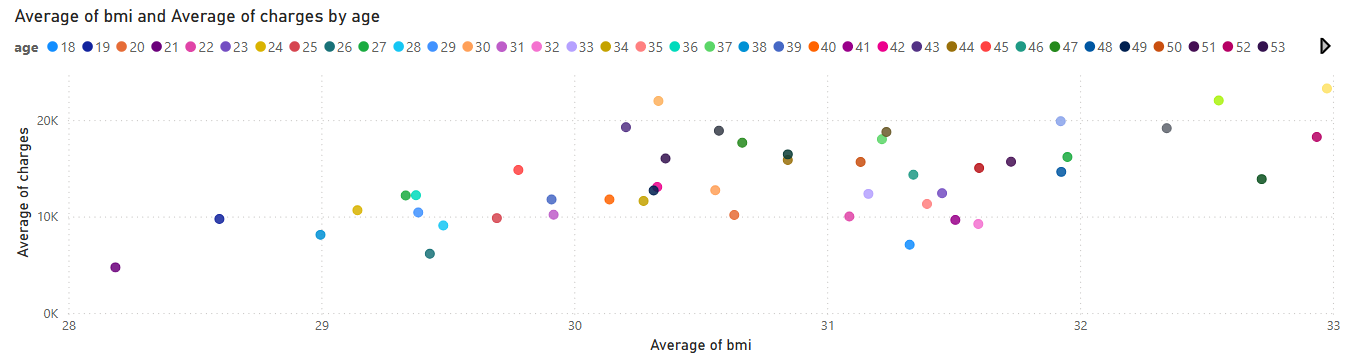 Average of bmi and Average of charges by age
age 18 19 20 21 22 23 24 25 26 27 28 29 30 31 32 33 34 35 36 37 38 39 40 41 42 43 44 45 46 47 48 49 50 51 52 53
20K
10K
0K
Average of charges
28 29 30 31 32 33
Average of bmi